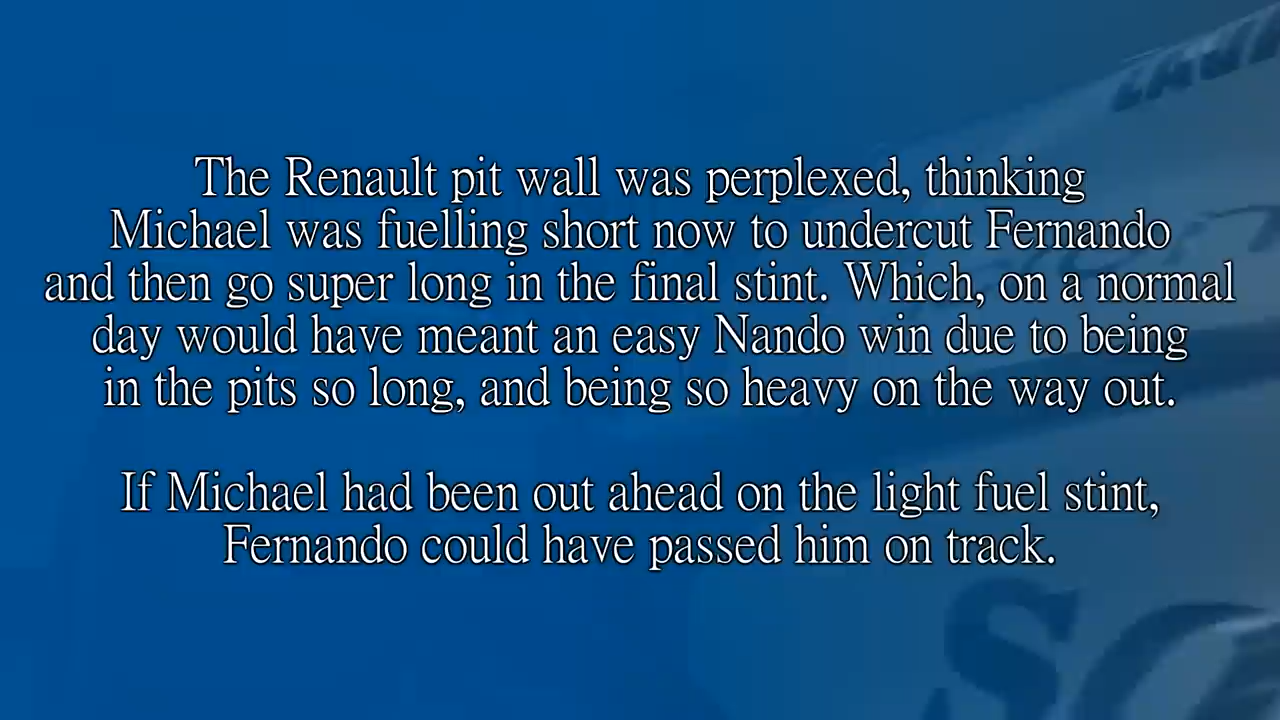 The Renault pit wall was perplexed, thinking
Michael was fuelling short now to undercut Fernando
and then go super long in the final stint. Which, on a normal
day would have meant an easy Nando win due to being
in the pits so long, and being so heavy on the way out.
If Michael had been out ahead on the light fuel stint,
Fernando could have passed him on track.